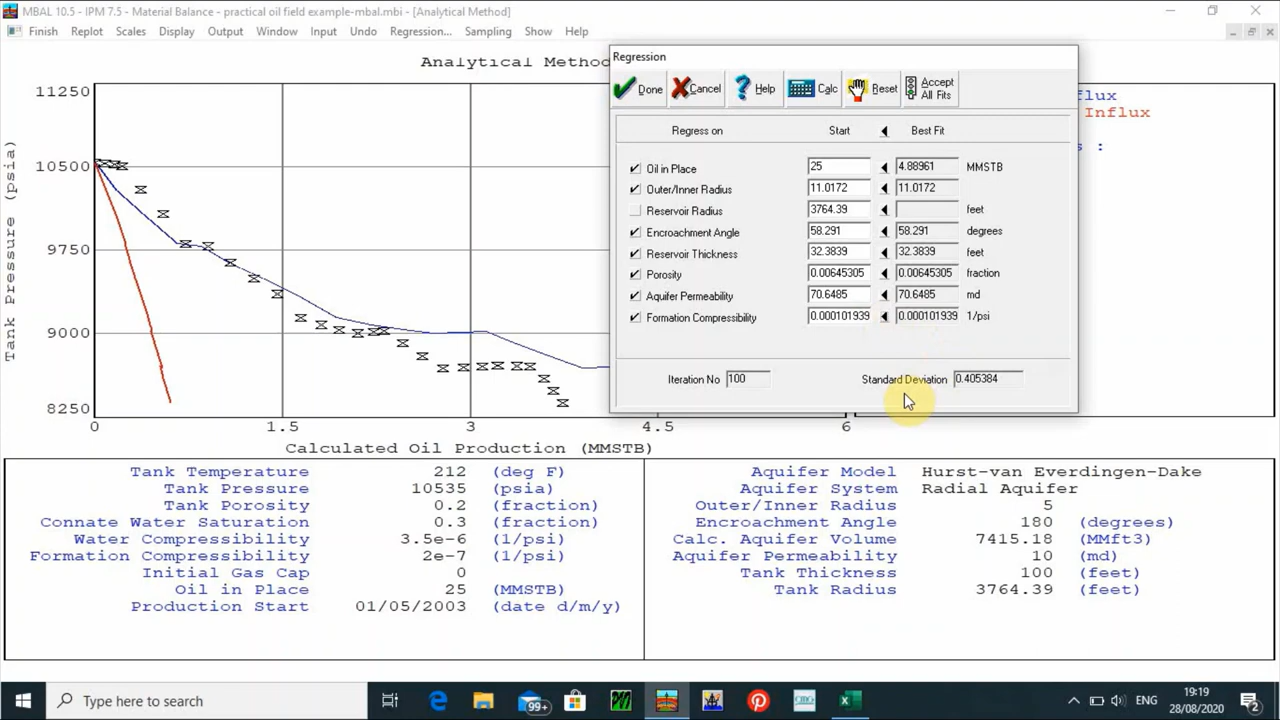 MBAL 10.5 - IPM 7.5 - Material Balance - practical oil field example-mbal.mbi - [Analytical Method]
Finish Replot Scales Display Output Window Input Undo Regression... Sampling Show Help
Analytical Method
Regression
Done Cancel Help Calc Reset Accept All Fits
Regress on Start Best Fit
Oil in Place 25 4.88961 MMSTB
Outer/Inner Radius 11.0172 11.0172
Reservoir Radius 3764.39 feet
Encroachment Angle 58.291 58.291 degrees
Reservoir Thickness 32.3839 32.3839 feet
Porosity 0.00645305 0.00645305 fraction
Aquifer Permeability 70.6485 70.6485 md
Formation Compressibility 0.000101939 0.000101939 1/psi
Iteration No 100 Standard Deviation 0.405384
flux
Influx
s :
Tank Pressure (psia)
11250
10500
9750
9000
8250
0 1.5 3 4.5 6
Calculated Oil Production (MMSTB)
Tank Temperature 212 (deg F)
Tank Pressure 10535 (psia)
Tank Porosity 0.2 (fraction)
Connate Water Saturation 0.3 (fraction)
Water Compressibility 3.5e-6 (1/psi)
Formation Compressibility 2e-7 (1/psi)
Initial Gas Cap 0
Oil in Place 25 (MMSTB)
Production Start 01/05/2003 (date d/m/y)
Aquifer Model Hurst-van Everdingen-Dake
Aquifer System Radial Aquifer
Outer/Inner Radius 5
Encroachment Angle 180 (degrees)
Calc. Aquifer Volume 7415.18 (MMft3)
Aquifer Permeability 10 (md)
Tank Thickness 100 (feet)
Tank Radius 3764.39 (feet)
Type here to search
99+
ENG
19:19
28/08/2020
2